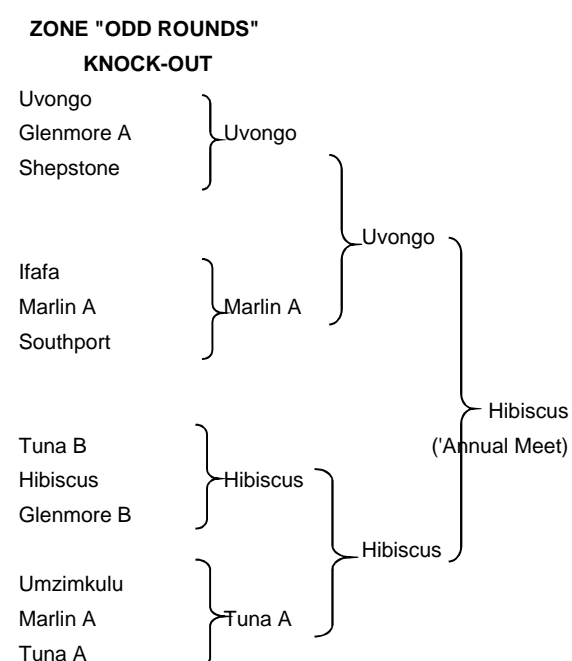 ZONE "ODD ROUNDS"
KNOCK-OUT
Uvongo
Glenmore A
Uvongo
Shepstone
Uvongo
Ifafa
Marlin A
Marlin A
Southport
Hibiscus
Tuna B
('Annual Meet)
Hibiscus
Hibiscus
Glenmore B
Hibiscus
Umzimkulu
Marlin A
Tuna A
Tuna A